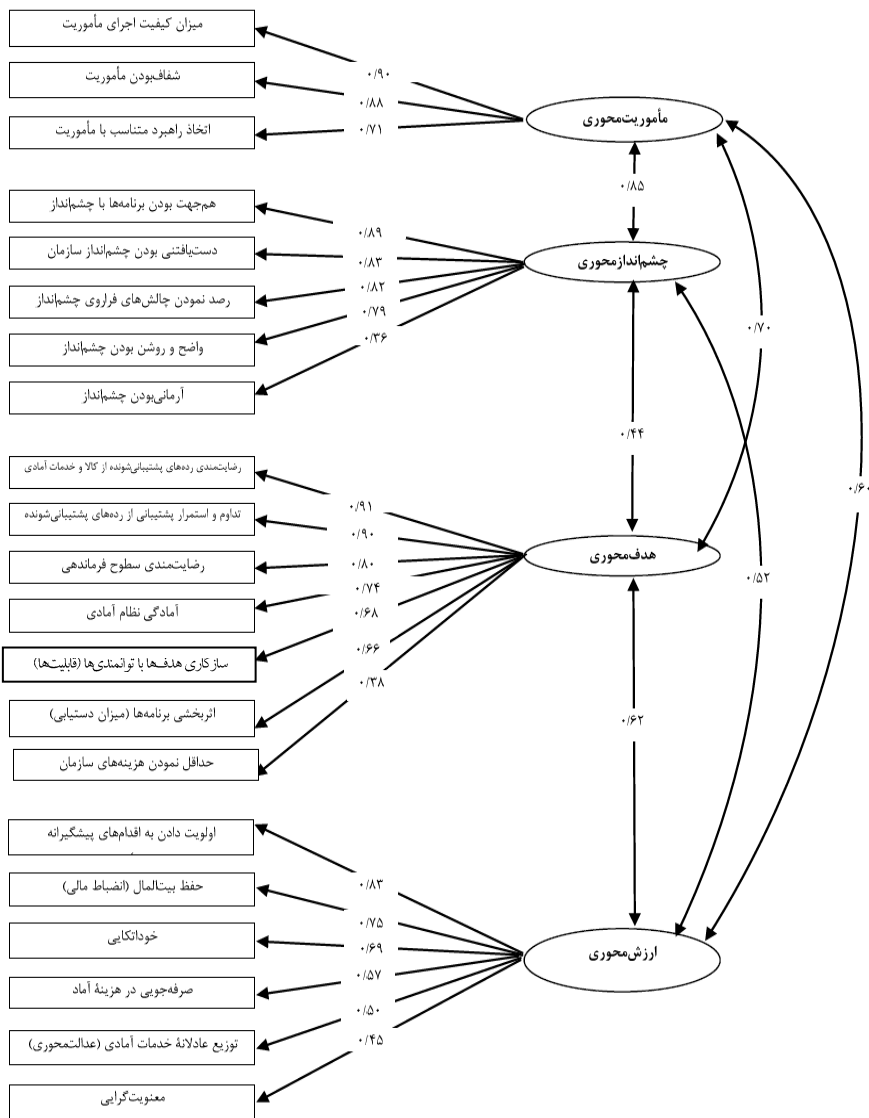 میزان کیفیت اجرای مأموریت
شفاف‌بودن مأموریت
اتخاذ راهبرد متناسب با مأموریت
۰/۹۰
۰/۸۸
۰/۷۱
مأموریت‌محوری
۰/۸۵
هم‌جهت بودن برنامه‌ها با چشم‌انداز
دست‌یافتنی بودن چشم‌انداز سازمان
رصد نمودن چالش‌های فراروی چشم‌انداز
واضح و روشن بودن چشم‌انداز
آرمانی‌بودن چشم‌انداز
۰/۸۹
۰/۸۳
۰/۸۲
۰/۷۹
۰/۳۶
چشم‌اندازمحوری
۰/۷۰
۰/۴۴
۰/۶۰
رضایت‌مندی رده‌های پشتیبانی‌شونده از کالا و خدمات آمادی
تداوم و استمرار پشتیبانی از رده‌های پشتیبانی‌شونده
رضایت‌مندی سطوح فرماندهی
آمادگی نظام آمادی
سازگاری هدف‌ها با توانمندی‌ها (قابلیت‌ها)
اثربخشی برنامه‌ها (میزان دستیابی)
حداقل نمودن هزینه‌های سازمان
۰/۹۱
۰/۹۰
۰/۸۰
۰/۷۴
۰/۶۸
۰/۶۶
۰/۳۸
هدف‌محوری
۰/۵۲
۰/۶۲
اولویت دادن به اقدام‌های پیشگیرانه
حفظ بیت‌المال (انضباط مالی)
خوداتکایی
صرفه‌جویی در هزینهٔ آماد
توزیع عادلانهٔ خدمات آمادی (عدالت‌محوری)
معنویت‌گرایی
۰/۸۳
۰/۷۵
۰/۶۹
۰/۵۷
۰/۵۰
۰/۴۵
ارزش‌محوری